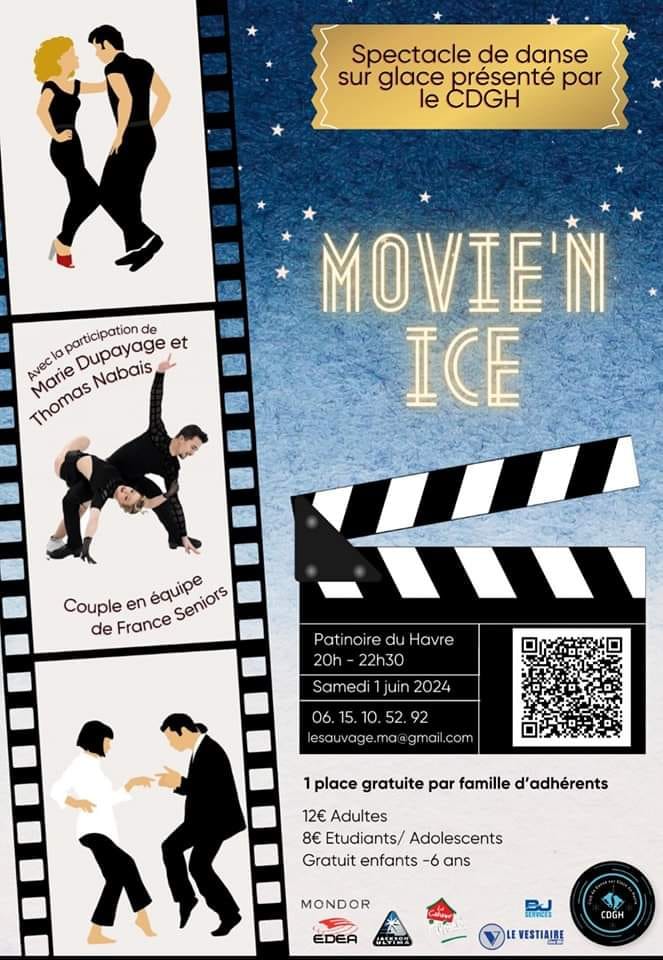 Spectacle de danse
sur glace présenté par
le CDGH
MOVIE'N
ICE
Avec la participation de
Marie Dupayage et
Thomas Nabais
Couple en équipe
de France Seniors
Patinoire du Havre
20h - 22h30
Samedi 1 juin 2024
06. 15. 10. 52. 92
lesauvage.ma@gmail.com
1 place gratuite par famille d'adhérents
12€ Adultes
8€ Etudiants/ Adolescents
Gratuit enfants -6 ans
MONDOR
EDEA
JACKSON
ULTIMA
BJ
SERVICES
LE VESTIAIRE
CDGH